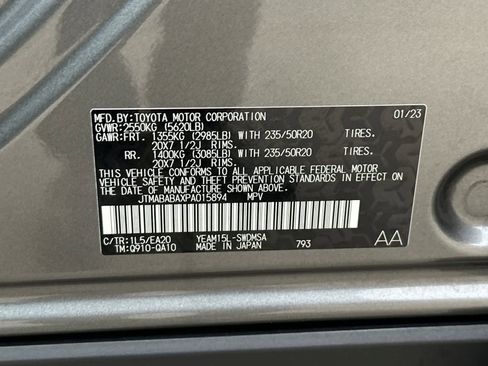 MFD.BY:TOYOTA MOTOR CORPORATION 01/23
GVWR:2550KG (5620LB)
GAWR:FRT. 1355KG (2985LB) WITH 235/50R20 TIRES.
20X7 1/2J RIMS.
RR. 1400KG (3085LB) WITH 235/50R20 TIRES.
20X7 1/2J RIMS.
THIS VEHICLE CONFORMS TO ALL APPLICABLE FEDERAL MOTOR
VEHICLE SAFETY AND THEFT PREVENTION STANDARDS IN
EFFECT ON THE DATE OF MANUFACTURE SHOWN ABOVE.
JTMABABAXPA015894 MPV
C/TR:1L5/EA20 YEAM15L-SWDMSA
TM:Q910-QA10 MADE IN JAPAN 793 AA